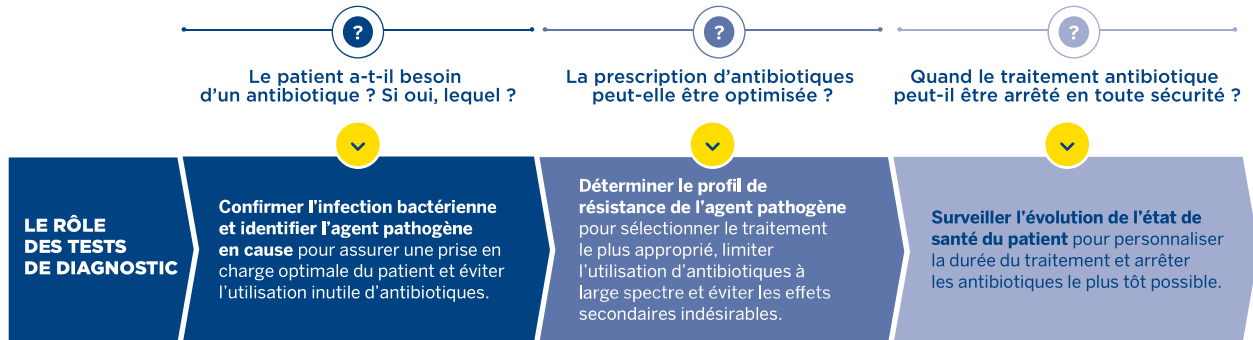 ?
Le patient a-t-il besoin
d'un antibiotique ? Si oui, lequel ?
?
La prescription d'antibiotiques
peut-elle être optimisée ?
?
Quand le traitement antibiotique
peut-il être arrêté en toute sécurité ?
LE RÔLE
DES TESTS
DE DIAGNOSTIC
Confirmer l'infection bactérienne
et identifier l'agent pathogène
en cause pour assurer une prise en
charge optimale du patient et éviter
l'utilisation inutile d'antibiotiques.
Déterminer le profil de
résistance de l'agent pathogène
pour sélectionner le traitement
le plus approprié, limiter
l'utilisation d'antibiotiques à
large spectre et éviter les effets
secondaires indésirables.
Surveiller l'évolution de l'état de
santé du patient pour personnaliser
la durée du traitement et arrêter
les antibiotiques le plus tôt possible.